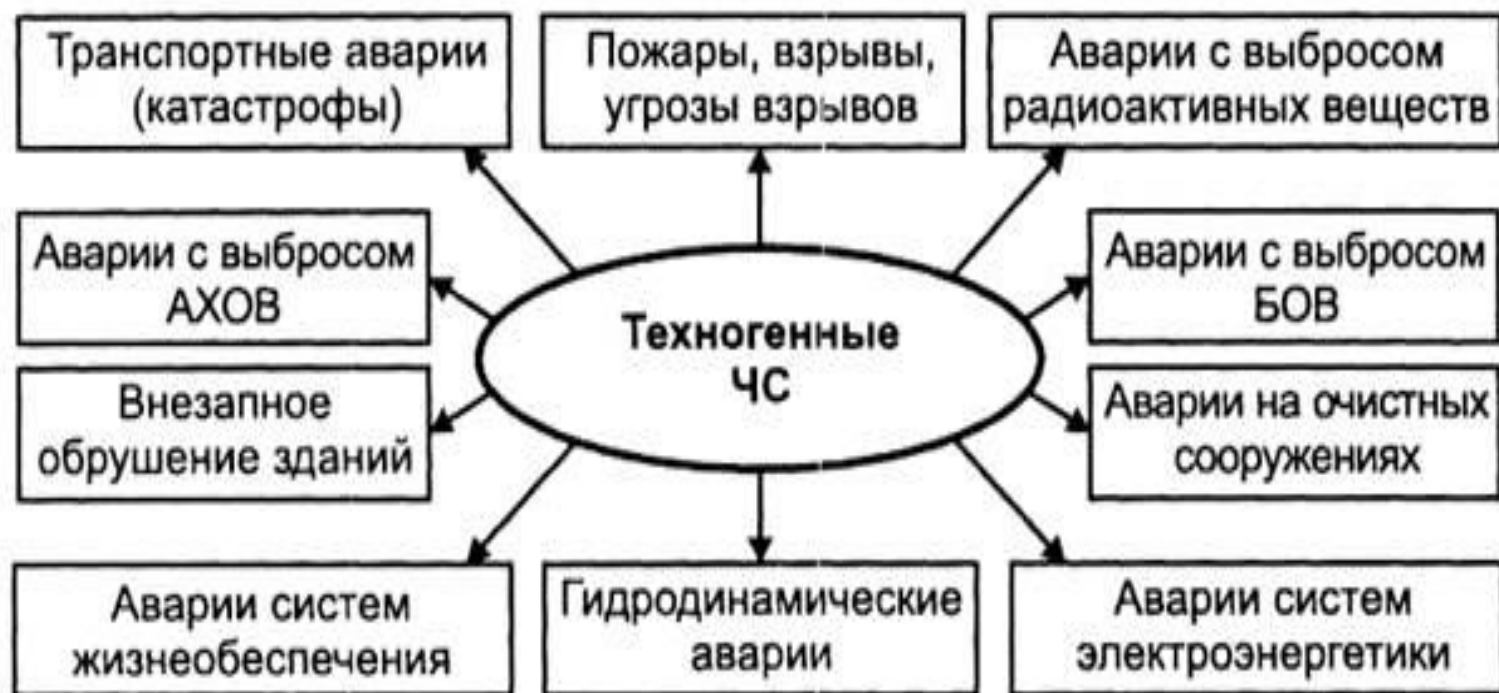 Транспортные аварии
(катастрофы)
Пожары, взрывы,
угрозы взрывов
Аварии с выбросом
радиоактивных веществ
Аварии с выбросом
АХОВ
Аварии с выбросом
БОВ
Техногенные
ЧС
Внезапное
обрушение зданий
Аварии на очистных
сооружениях
Аварии систем
жизнеобеспечения
Гидродинамические
аварии
Аварии систем
электроэнергетики